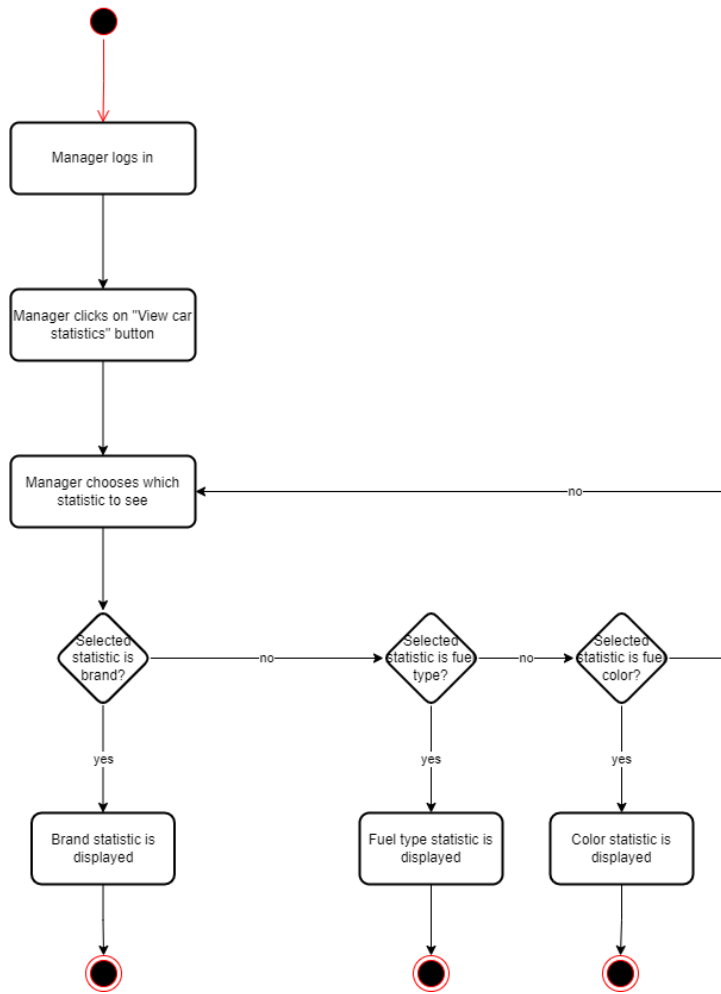 Manager logs in
Manager clicks on "View car
statistics" button
Manager chooses which
statistic to see
no
Selected
statistic is
brand?
no
Selected
statistic is fue
type?
no
Selected
statistic is fue
color?
yes
yes
yes
Brand statistic is
displayed
Fuel type statistic is
displayed
Color statistic is
displayed